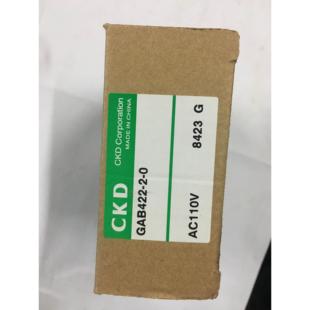 CKD
CKD Corporation
MADE IN CHINA
GAB422-2-0
AC110V
8423 G